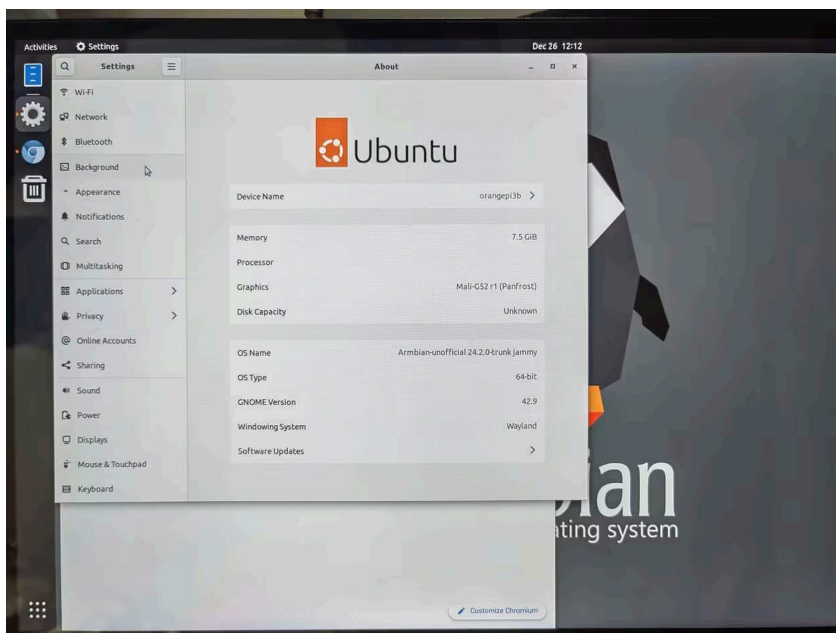 Activities Settings Dec 26 12:12
Settings About
Wi-Fi
Network
Bluetooth
Background
Appearance
Notifications
Search
Multitasking
Applications
Privacy
Online Accounts
Sharing
Sound
Power
Displays
Mouse & Touchpad
Keyboard
Ubuntu
Device Name orangepi3b
Memory 7.5 GiB
Processor
Graphics Mali-G52 r1 (Panfrost)
Disk Capacity Unknown
OS Name Armbian-unofficial 24.2.0-trunk jammy
OS Type 64-bit
GNOME Version 42.9
Windowing System Wayland
Software Updates
ian
ating system
Customize Chromium